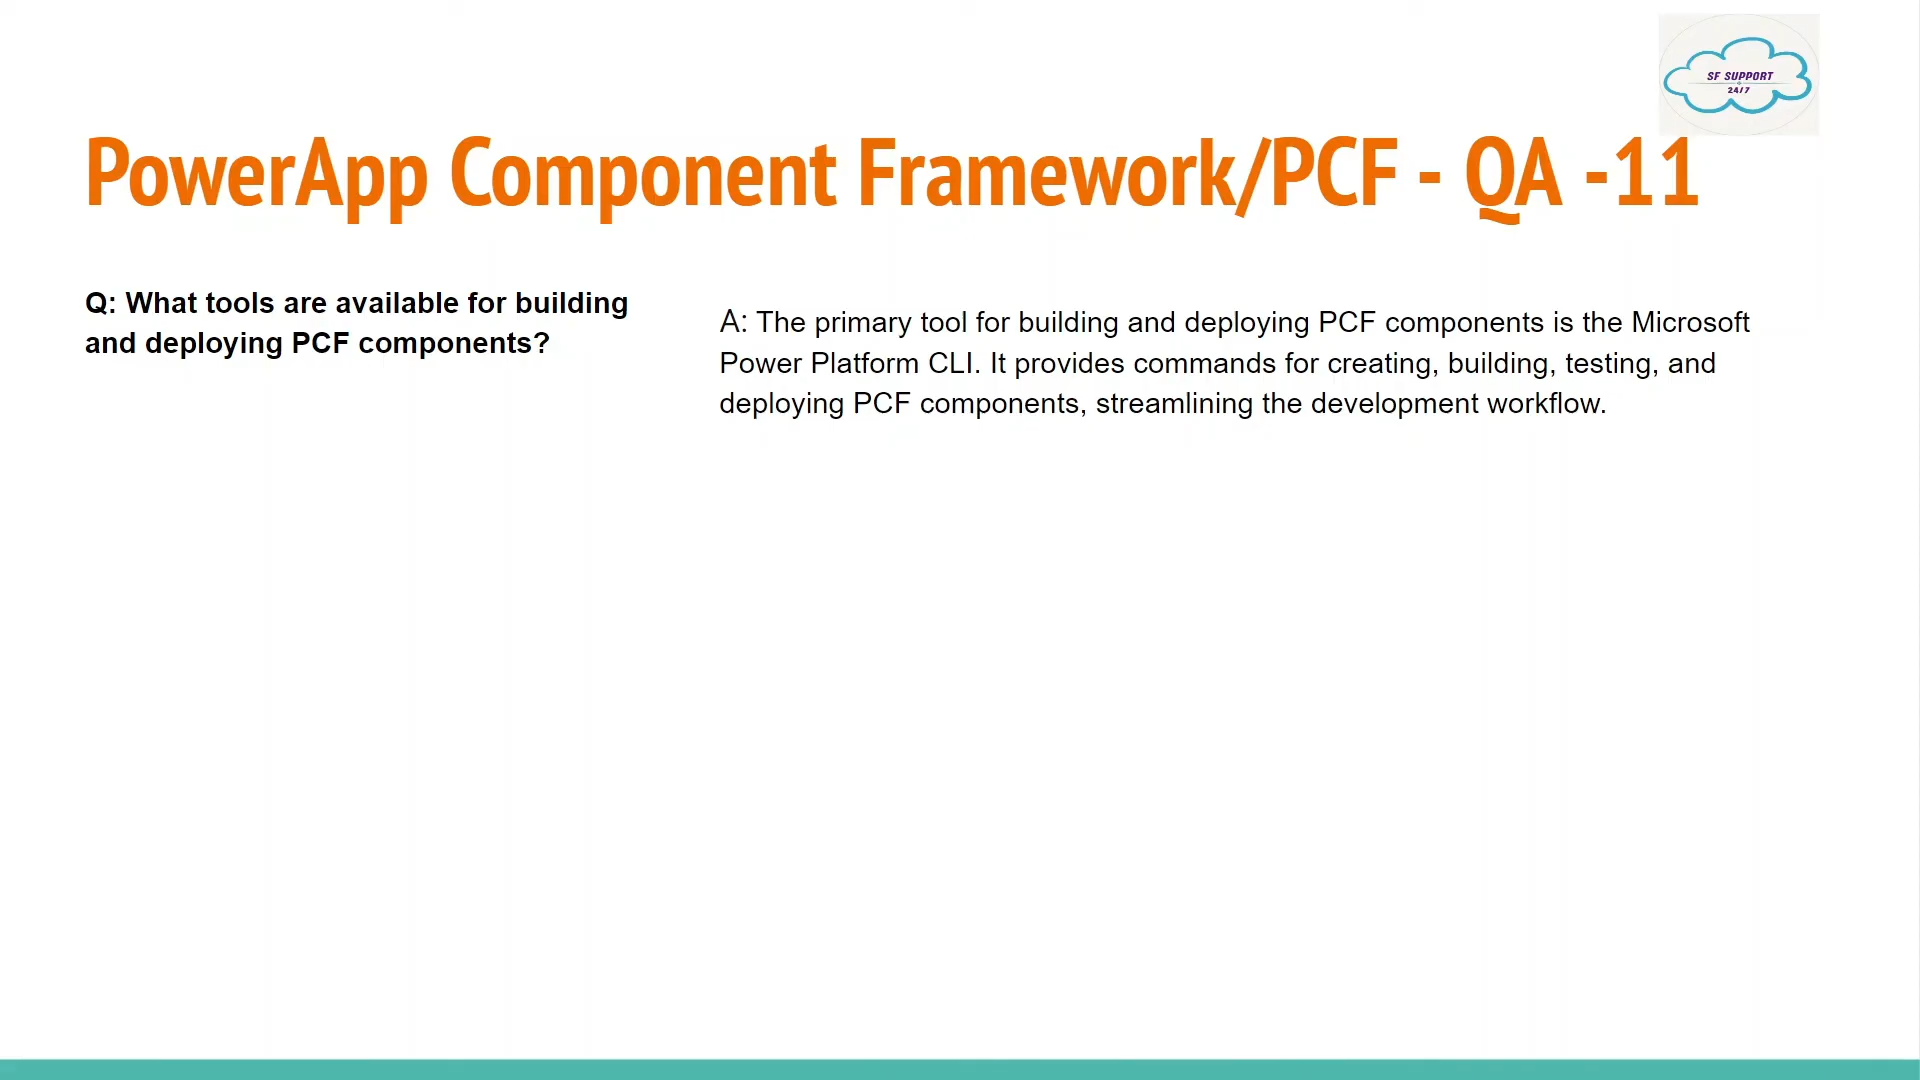 SF SUPPORT
24/7
PowerApp Component Framework/PCF - QA -11
Q: What tools are available for building
and deploying PCF components?
A: The primary tool for building and deploying PCF components is the Microsoft
Power Platform CLI. It provides commands for creating, building, testing, and
deploying PCF components, streamlining the development workflow.